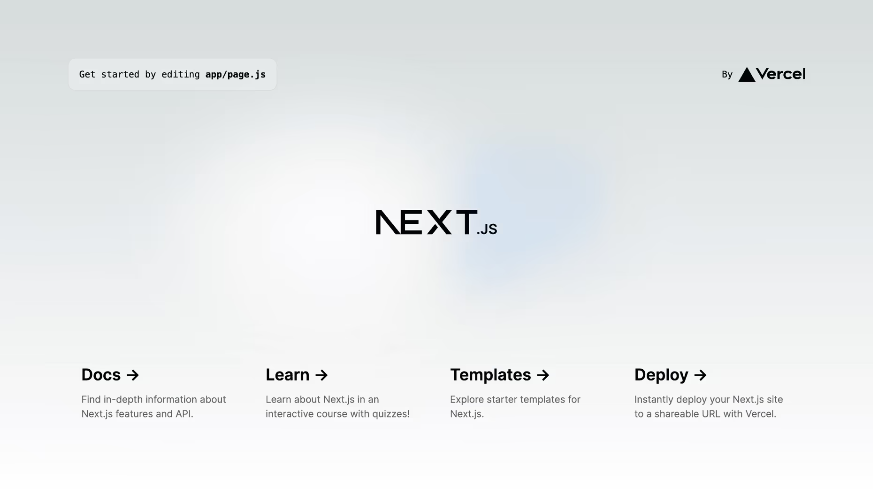 Get started by editing app/page.js
By Vercel
NEXT.JS
Docs →
Find in-depth information about
Next.js features and API.
Learn →
Learn about Next.js in an
interactive course with quizzes!
Templates →
Explore starter templates for
Next.js.
Deploy →
Instantly deploy your Next.js site
to a shareable URL with Vercel.